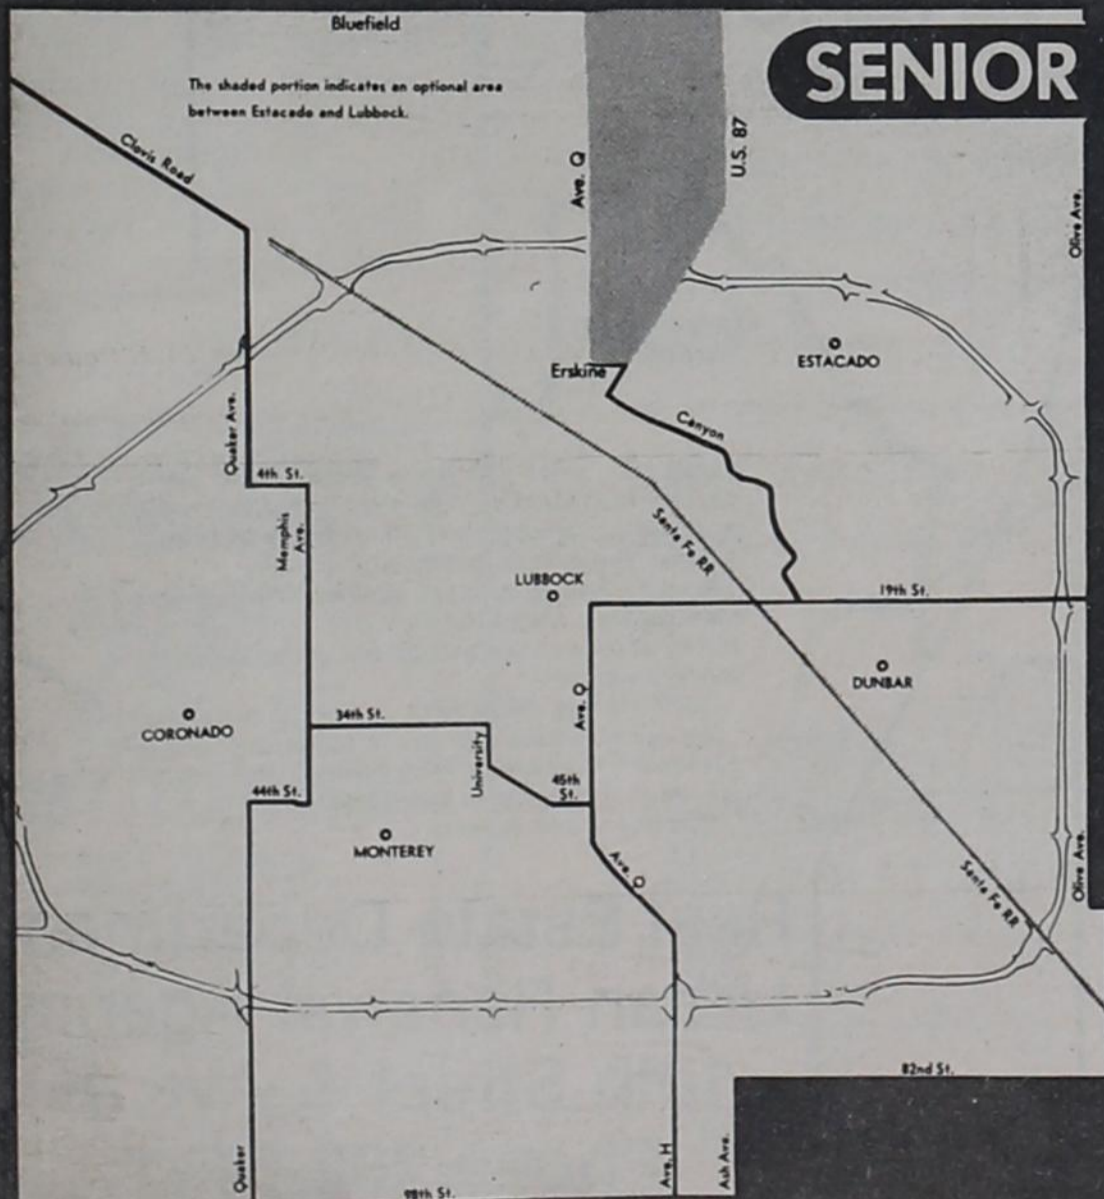 Bluefield
SENIOR
The shaded portion indicates an optional area
between Estacado and Lubbock.
Clovis Road
Ave. Q
U.S. 87
Olive Ave.
ESTACADO
Erskine
Canyon
Quaker Ave.
4th St.
Memphis
Ave.
Santa Fe RR
LUBBOCK
19th St.
DUNBAR
Ave. Q
CORONADO
34th St.
University
45th
St.
44th St.
MONTEREY
Ave. Q
Santa Fe RR
Olive Ave.
82nd St.
Quaker
Ave. H
Ash Ave.
98th St.